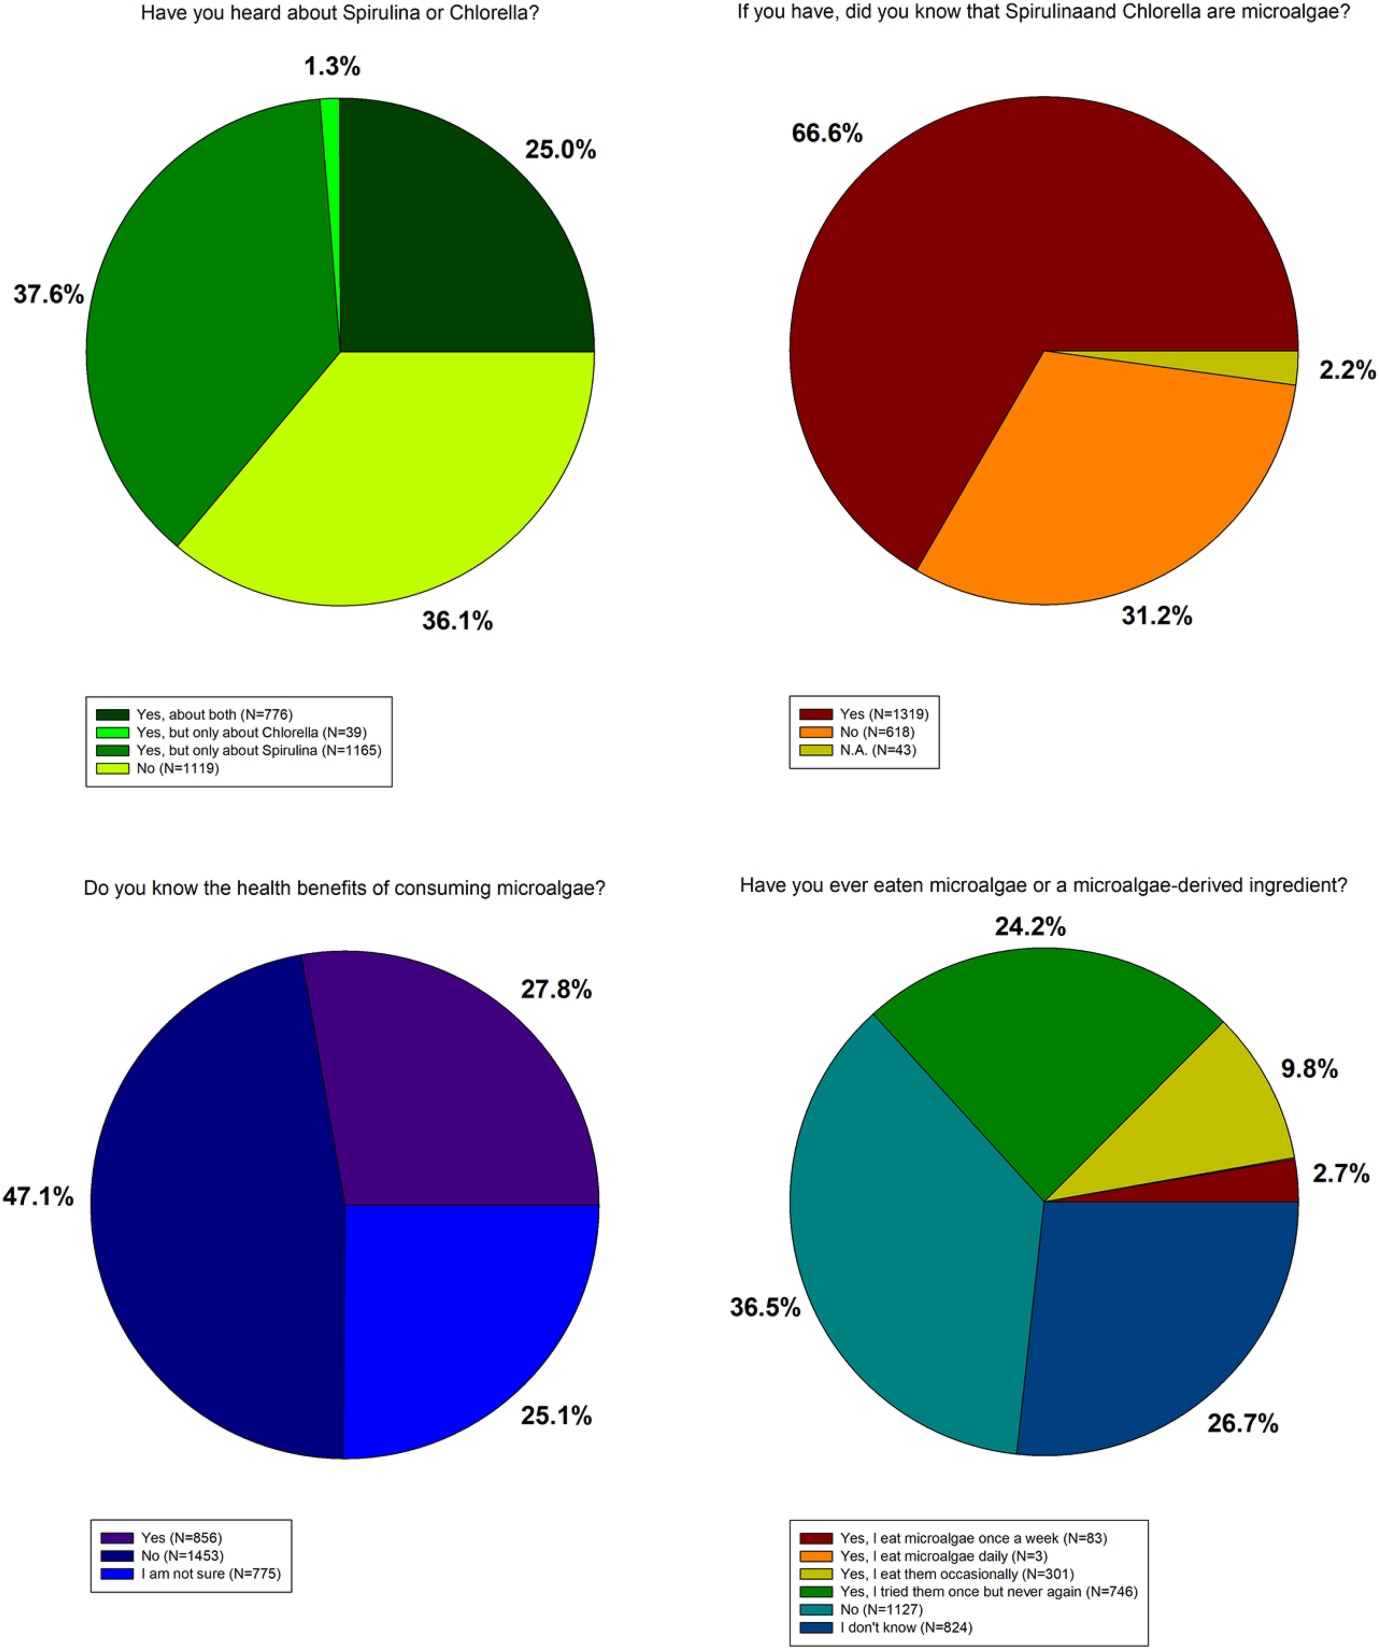 Have you heard about Spirulina or Chlorella?
1.3%
25.0%
37.6%
36.1%
Yes, about both (N=776)
Yes, but only about Chlorella (N=39)
Yes, but only about Spirulina (N=1165)
No (N=1119)
If you have, did you know that Spirulinaand Chlorella are microalgae?
66.6%
2.2%
31.2%
Yes (N=1319)
No (N=618)
N.A. (N=43)
Do you know the health benefits of consuming microalgae?
27.8%
47.1%
25.1%
Yes (N=856)
No (N=1453)
I am not sure (N=775)
Have you ever eaten microalgae or a microalgae-derived ingredient?
24.2%
9.8%
2.7%
36.5%
26.7%
Yes, I eat microalgae once a week (N=83)
Yes, I eat microalgae daily (N=3)
Yes, I eat them occasionally (N=301)
Yes, I tried them once but never again (N=746)
No (N=1127)
I don't know (N=824)